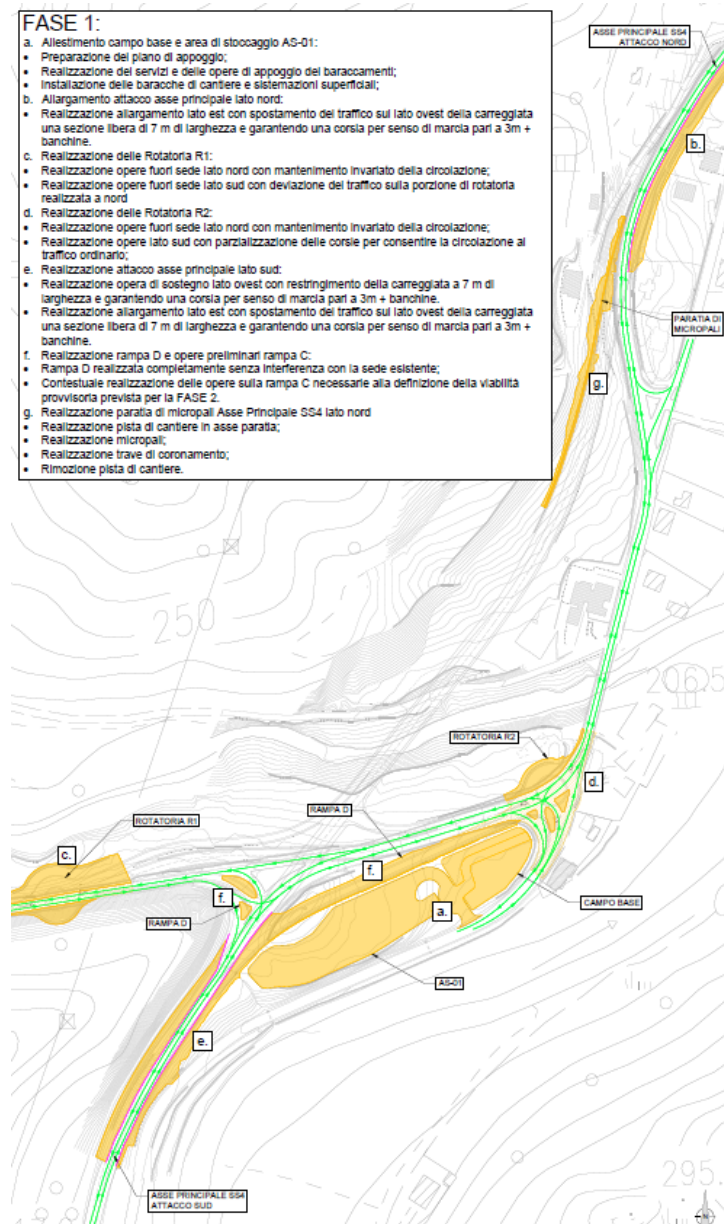 FASE 1:
a. Allestimento campo base e area di stoccaggio AS-01:
• Preparazione del piano di appoggio;
• Realizzazione dei servizi e delle opere di appoggio dei baraccamenti;
• Installazione delle baracche di cantiere e sistemazioni superficiali;
b. Allargamento attacco asse principale lato nord:
• Realizzazione allargamento lato est con spostamento del traffico sul lato ovest della carreggiata
una sezione libera di 7 m di larghezza e garantendo una corsia per senso di marcia pari a 3m +
banchine.
c. Realizzazione delle Rotatoria R1:
• Realizzazione opere fuori sede lato nord con mantenimento invariato della circolazione;
• Realizzazione opere fuori sede lato sud con deviazione del traffico sulla porzione di rotatoria
realizzata a nord
d. Realizzazione delle Rotatoria R2:
• Realizzazione opere fuori sede lato nord con mantenimento invariato della circolazione;
• Realizzazione opere lato sud con parzializzazione delle corsie per consentire la circolazione al
traffico ordinario;
e. Realizzazione attacco asse principale lato sud:
• Realizzazione opera di sostegno lato ovest con restringimento della carreggiata a 7 m di
larghezza e garantendo una corsia per senso di marcia pari a 3m + banchine.
• Realizzazione allargamento lato est con spostamento del traffico sul lato ovest della carreggiata
una sezione libera di 7 m di larghezza e garantendo una corsia per senso di marcia pari a 3m +
banchine.
f. Realizzazione rampa D e opere preliminari rampa C:
• Rampa D realizzata completamente senza interferenza con la sede esistente;
• Contestuale realizzazione delle opere sulla rampa C necessarie alla definizione della viabilità
provvisoria prevista per la FASE 2.
g. Realizzazione paratia di micropali Asse Principale SS4 lato nord
• Realizzazione pista di cantiere in asse paratia;
• Realizzazione micropali;
• Realizzazione trave di coronamento;
• Rimozione pista di cantiere.
ASSE PRINCIPALE SS4
ATTACCO NORD
b.
PARATIA DI
MICROPALI
g.
250
206.5
ROTATORIA R2
d.
RAMPA D
ROTATORIA R1
c.
f.
f.
a.
CAMPO BASE
RAMPA D
AS-01
e.
295.
ASSE PRINCIPALE SS4
ATTACCO SUD
N